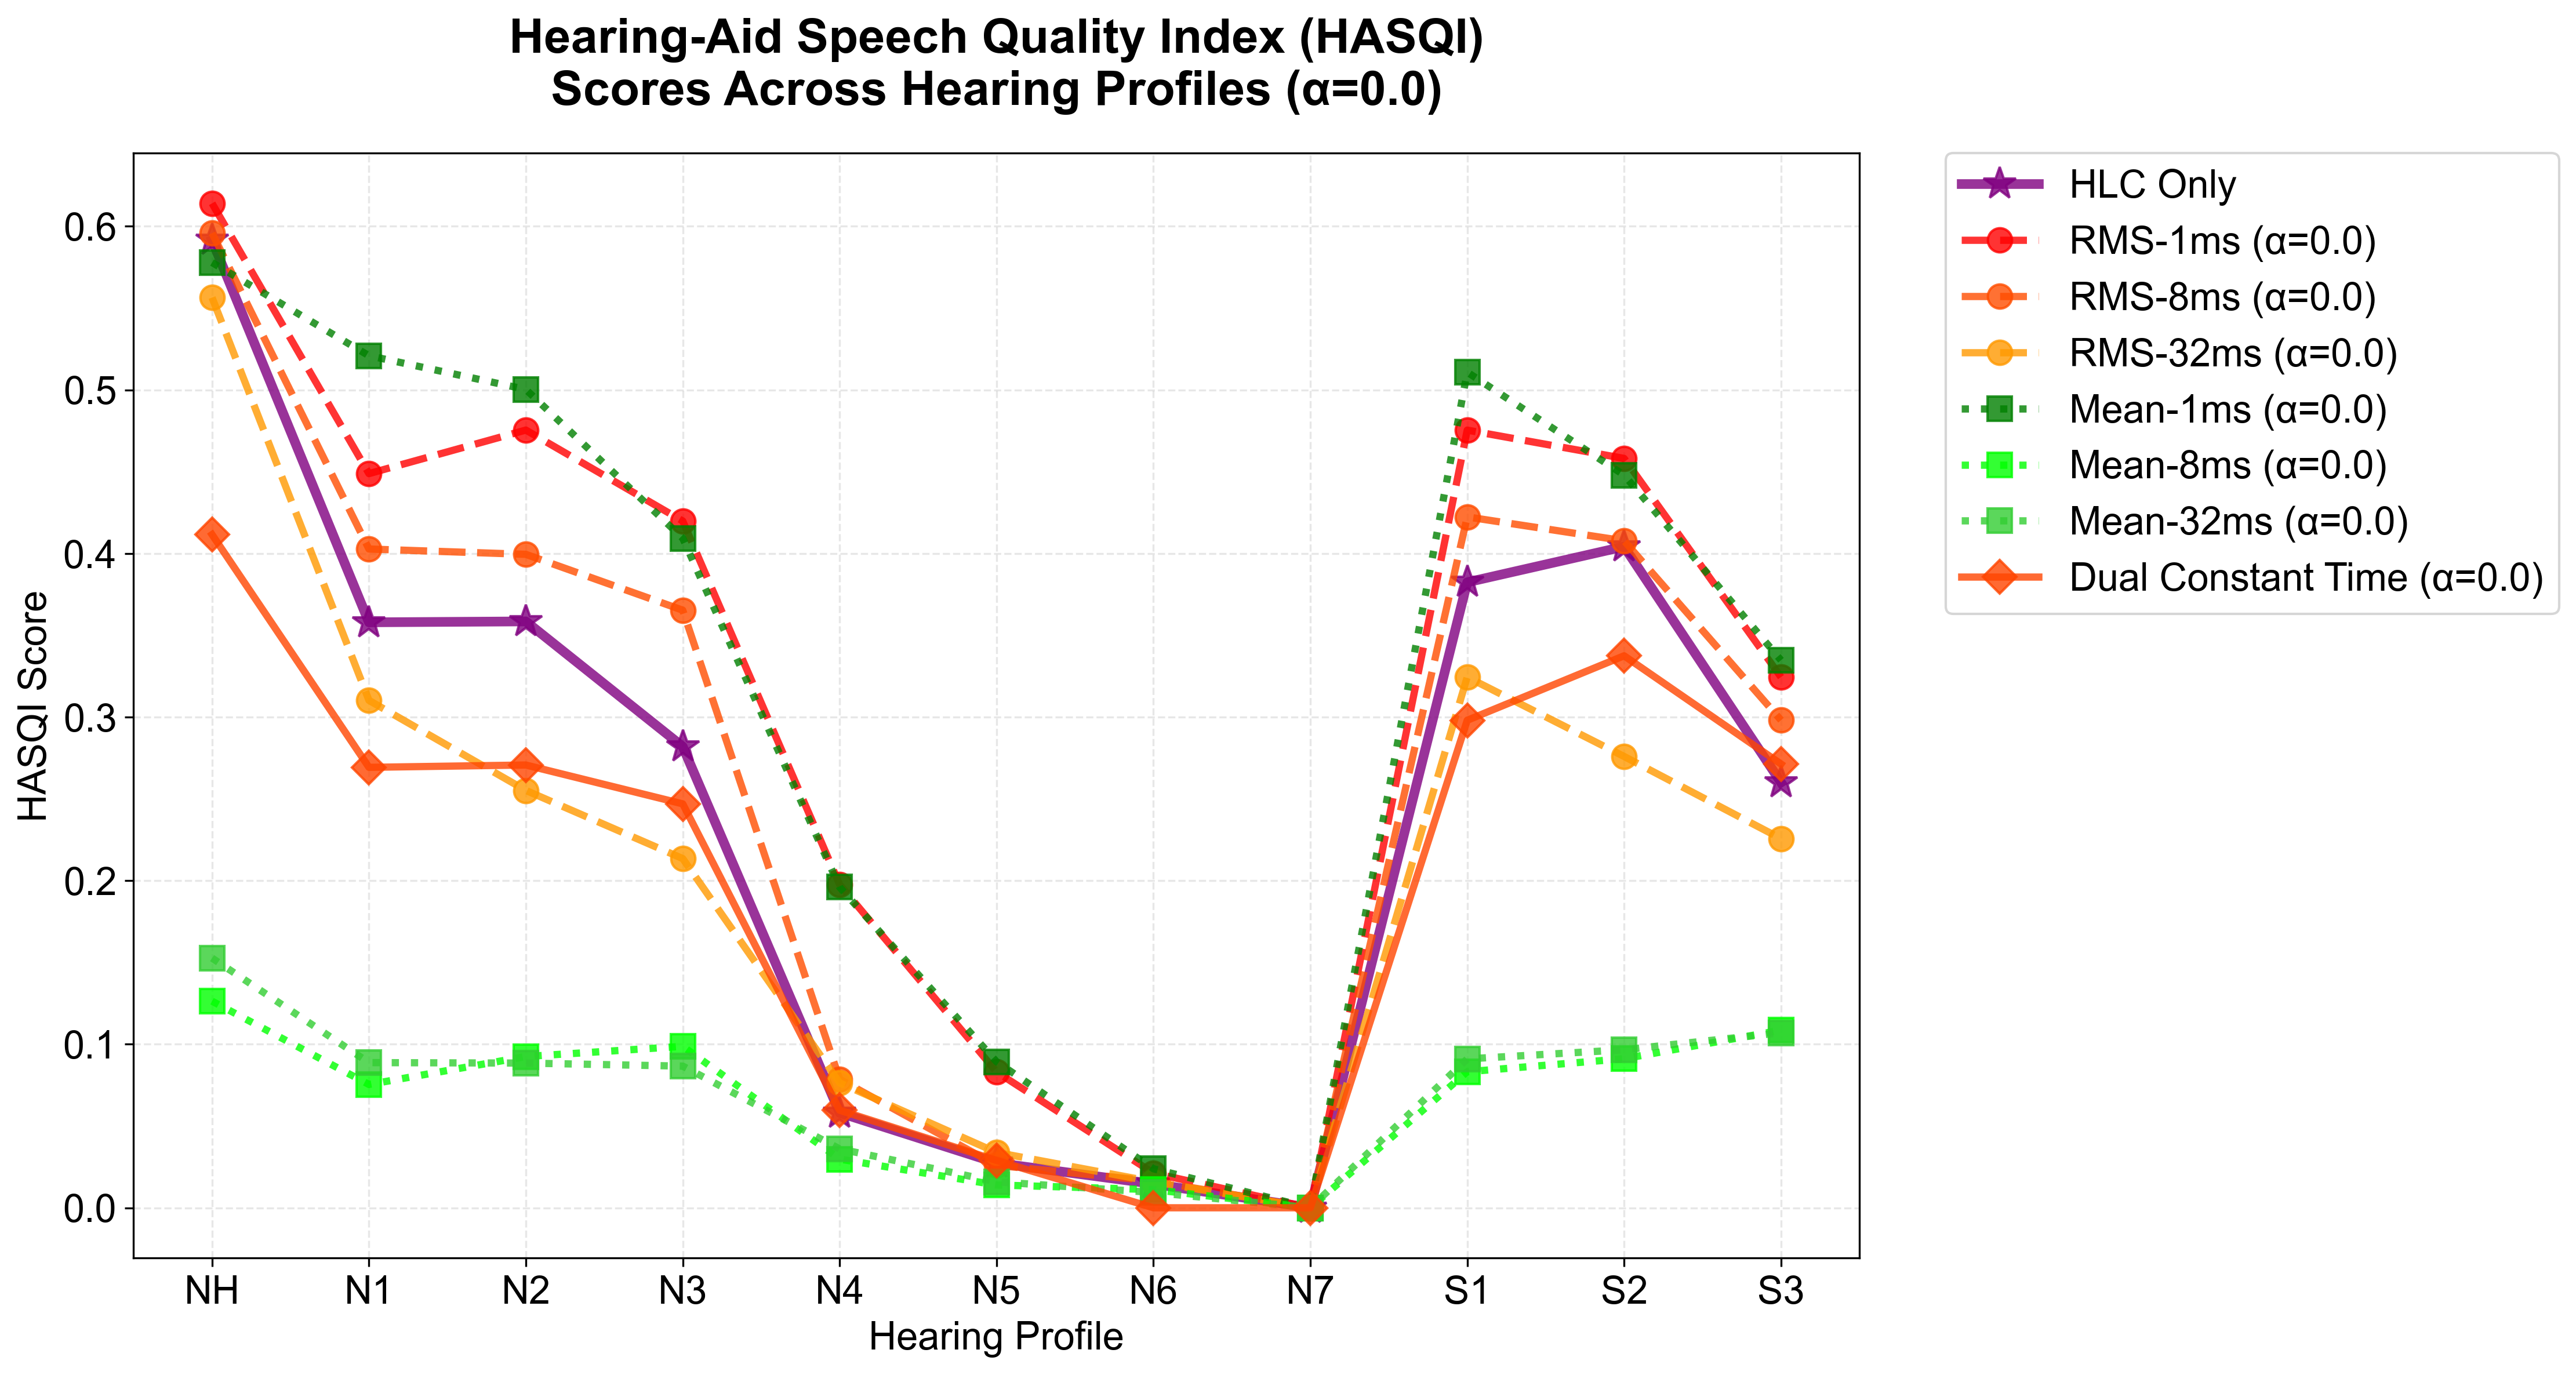 Hearing-Aid Speech Quality Index (HASQI)
Scores Across Hearing Profiles (α=0.0)
HASQI Score
0.6
0.5
0.4
0.3
0.2
0.1
0.0
NH N1 N2 N3 N4 N5 N6 N7 S1 S2 S3
Hearing Profile
HLC Only
RMS-1ms (α=0.0)
RMS-8ms (α=0.0)
RMS-32ms (α=0.0)
Mean-1ms (α=0.0)
Mean-8ms (α=0.0)
Mean-32ms (α=0.0)
Dual Constant Time (α=0.0)